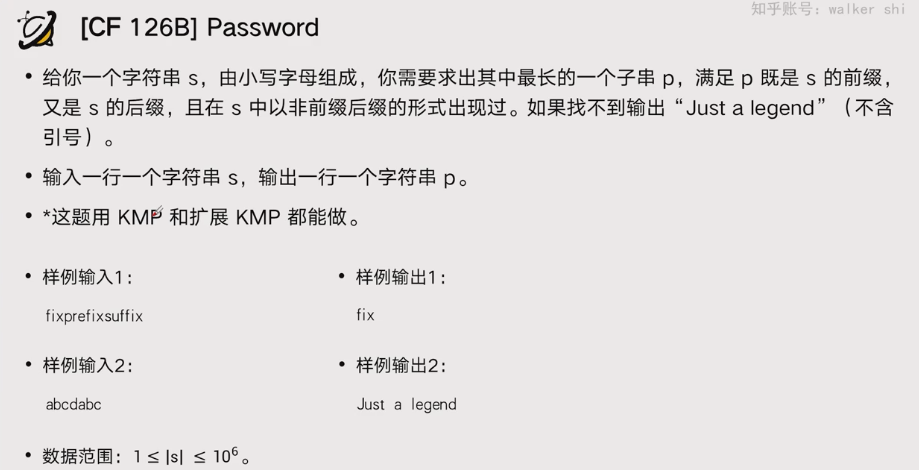 知乎账号：walker shi
[CF 126B] Password
• 给你一个字符串 s，由小写字母组成，你需要求出其中最长的一个子串 p，满足 p 既是 s 的前缀，
又是 s 的后缀，且在 s 中以非前缀后缀的形式出现过。如果找不到输出“Just a legend”（不含
引号）。
• 输入一行一个字符串 s，输出一行一个字符串 p。
• *这题用 KMP 和扩展 KMP 都能做。
• 样例输入1：
• 样例输出1：
fixprefixsuffix
fix
• 样例输入2：
• 样例输出2：
abcdabc
Just a legend
• 数据范围：1 ≤ |s| ≤ 10⁶。